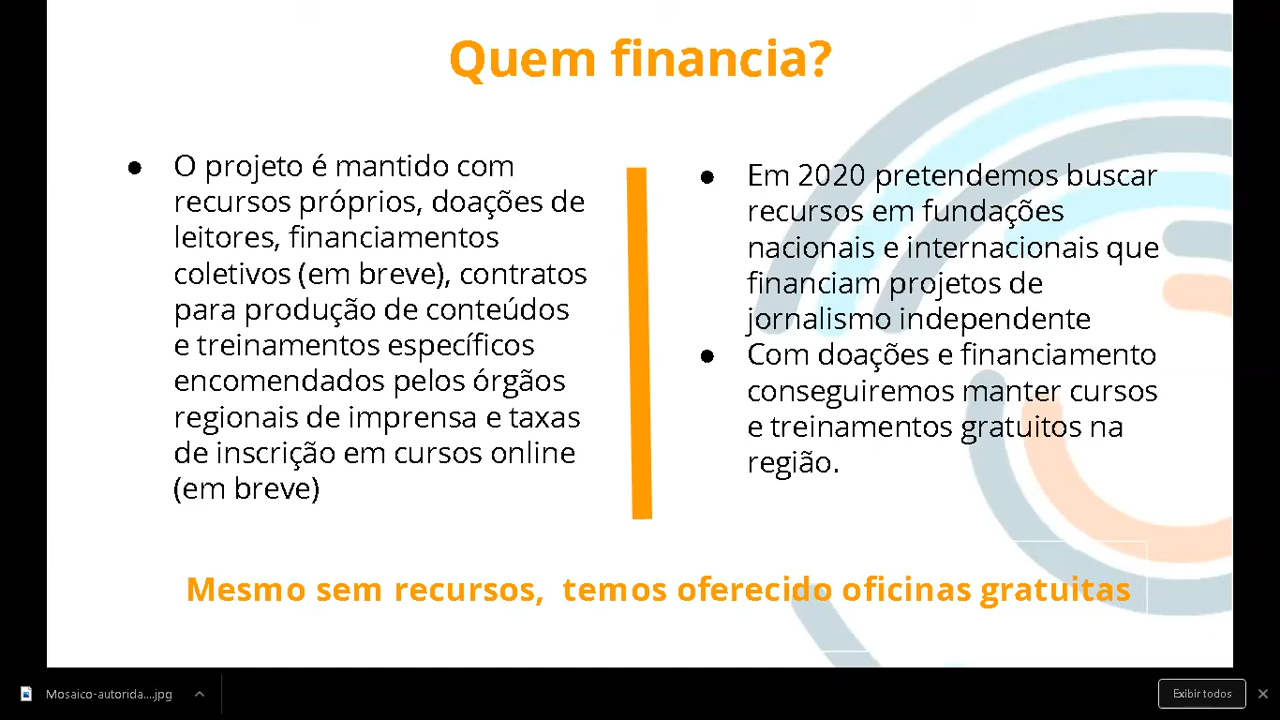 Quem financia?
● O projeto é mantido com
recursos próprios, doações de
leitores, financiamentos
coletivos (em breve), contratos
para produção de conteúdos
e treinamentos específicos
encomendados pelos órgãos
regionais de imprensa e taxas
de inscrição em cursos online
(em breve)
● Em 2020 pretendemos buscar
recursos em fundações
nacionais e internacionais que
financiam projetos de
jornalismo independente
● Com doações e financiamento
conseguiremos manter cursos
e treinamentos gratuitos na
região.
Mesmo sem recursos, temos oferecido oficinas gratuitas
Mosaico-autorida....jpg
Exibir todos